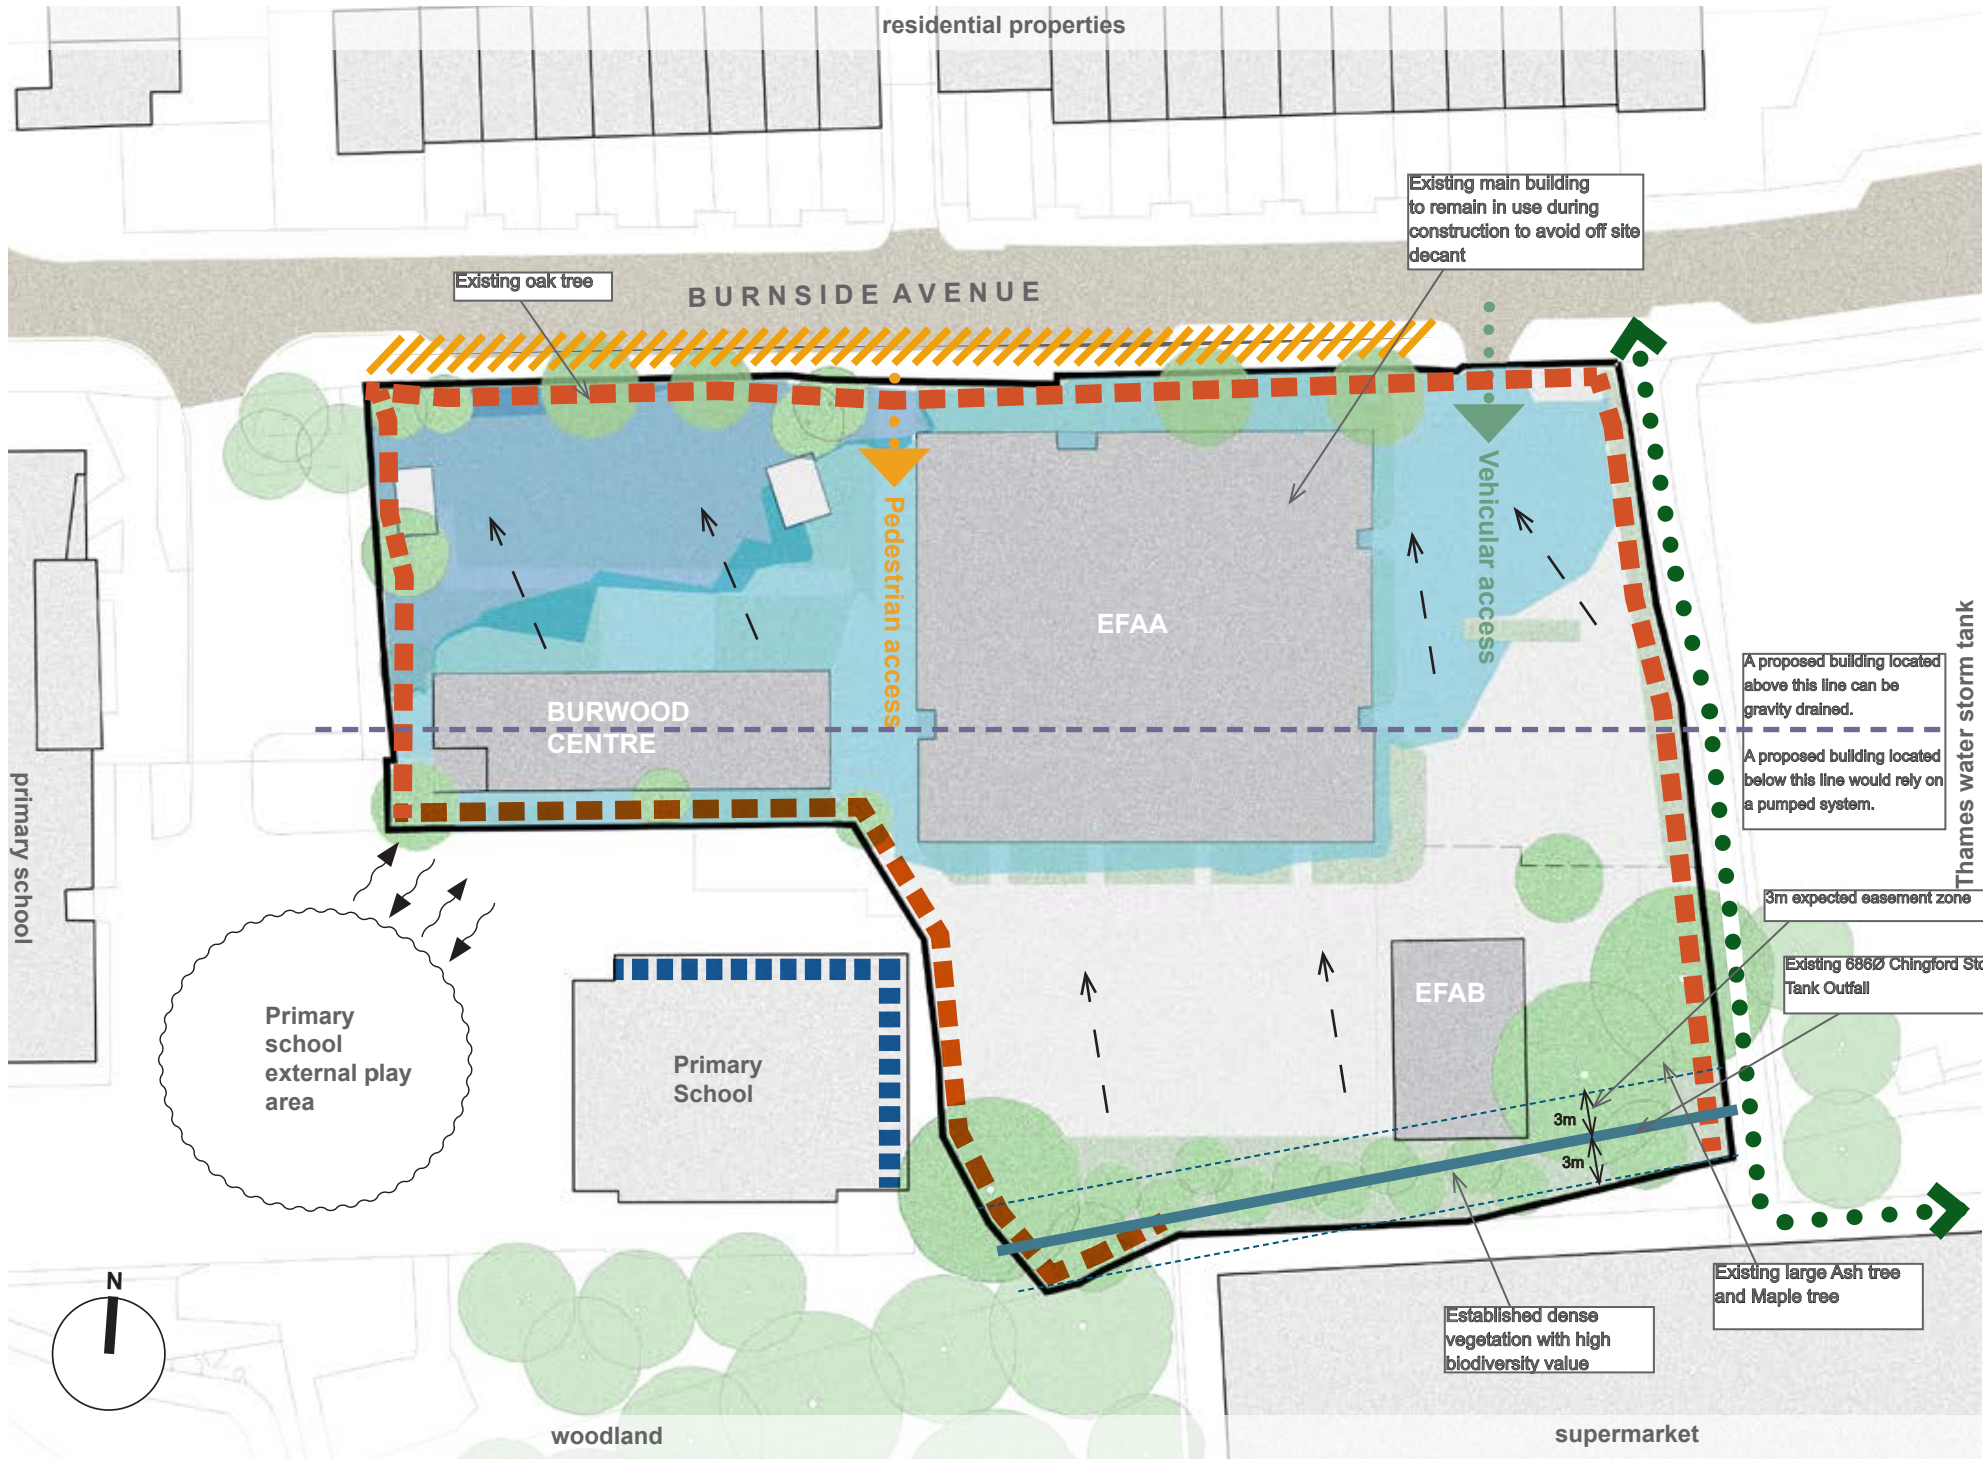 residential properties
Existing main building
to remain in use during
construction to avoid off site
decant
Existing oak tree
BURNSIDE AVENUE
Pedestrian access
Vehicular access
EFAA
BURWOOD
CENTRE
A proposed building located
above this line can be
gravity drained.
A proposed building located
below this line would rely on
a pumped system.
Thames water storm tank
primary school
3m expected easement zone
Existing 686Ø Chingford Sto
Tank Outfall
EFAB
Primary
school
external play
area
Primary
School
3m
3m
N
Existing large Ash tree
and Maple tree
Established dense
vegetation with high
biodiversity value
woodland
supermarket